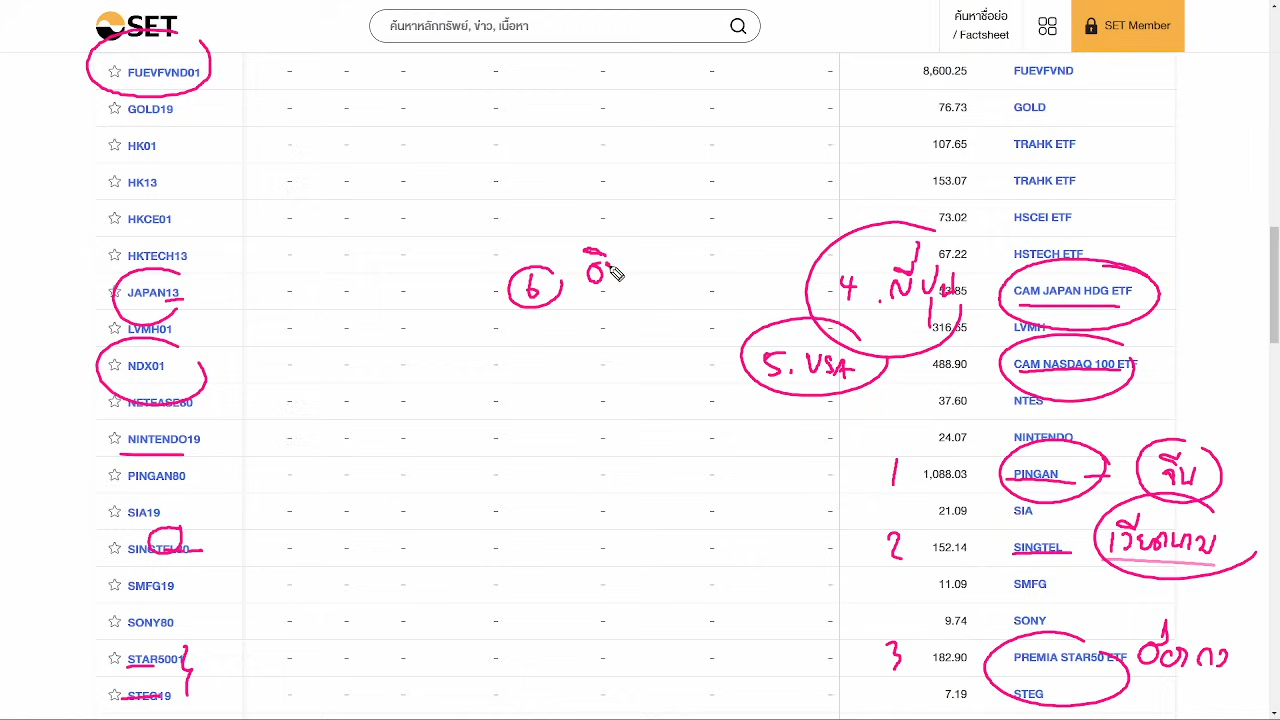 SET
ค้นหาหลักทรัพย์, ข่าว, เนื้อหา
ค้นหาชื่อย่อ
/ Factsheet
SET Member
FUEVFVND01 - - - - - - - 8,600.25 FUEVFVND
GOLD19 - - - - - - - 76.73 GOLD
HK01 - - - - - - - 107.65 TRAHK ETF
HK13 - - - - - - - 153.07 TRAHK ETF
HKCE01 - - - - - - - 73.02 HSCEI ETF
HKTECH13 - - - - - - - 67.22 HSTECH ETF
6
4.
JAPAN13 - - - - - - - CAM JAPAN HDG ETF
LVMH01 - - - - - - - LVMH
5. USA
NDX01 - - - - - - - 488.90 CAM NASDAQ 100 ETF
NETEASE80 - - - - - - - 37.60 NTES
NINTENDO19 - - - - - - - 24.07 NINTENDO
PINGAN80 - - - - - - - 1 1,088.03 PINGAN จีน
SIA19 - - - - - - - 21.09 SIA
SINGTEL80 - - - - - - - 2 152.14 SINGTEL เวียดนาม
SMFG19 - - - - - - - 11.09 SMFG
SONY80 - - - - - - - 9.74 SONY
STAR5001 - - - - - - - 3 182.90 PREMIA STAR50 ETF
STEG19 - - - - - - - 7.19 STEG